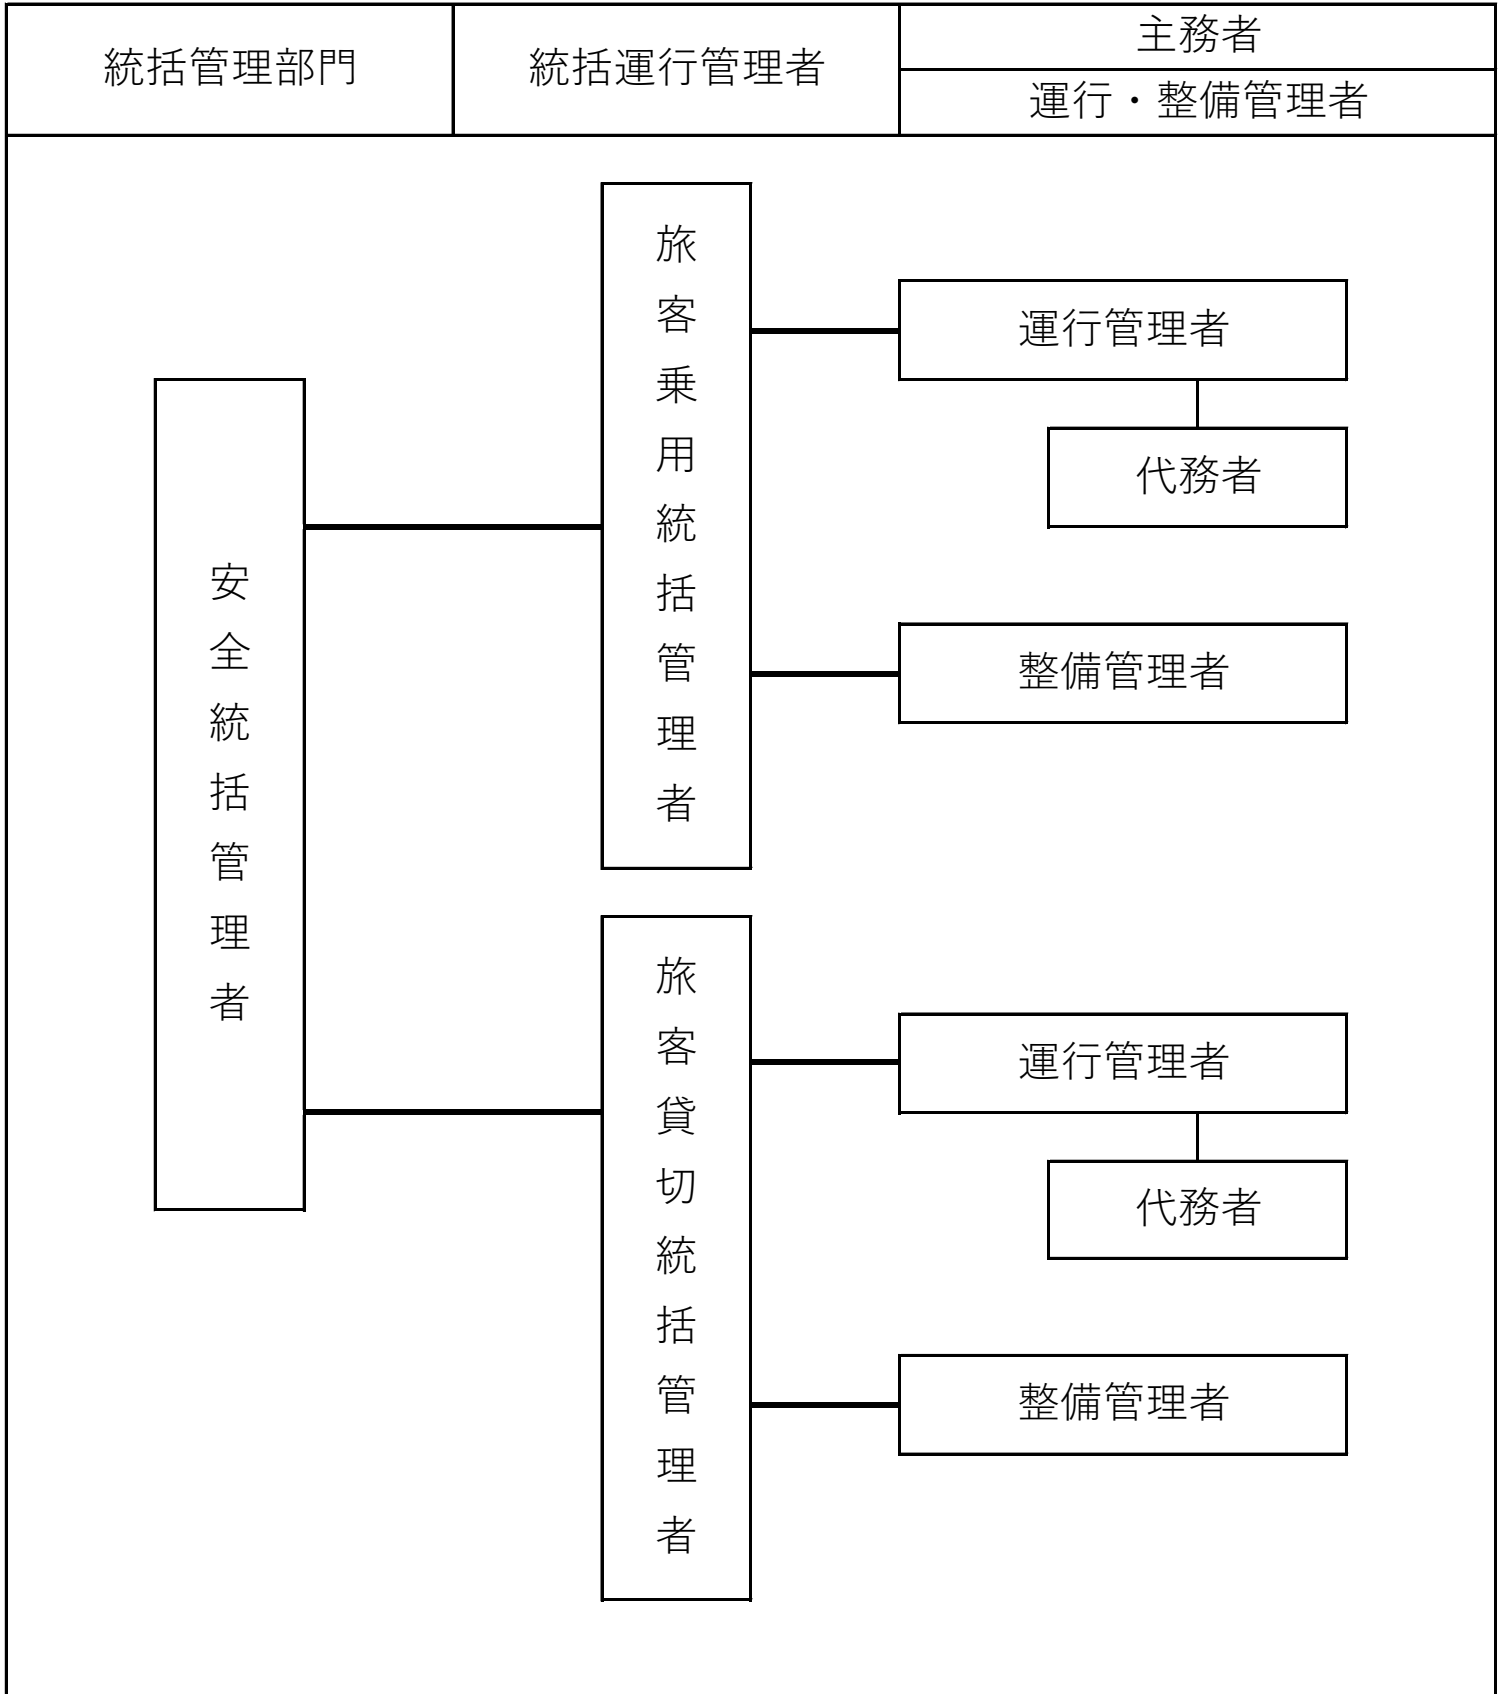 統括管理部門
統括運行管理者
主務者
運行・整備管理者
安全統括管理者
旅客乗用統括管理者
運行管理者
代務者
整備管理者
旅客貸切統括管理者
運行管理者
代務者
整備管理者